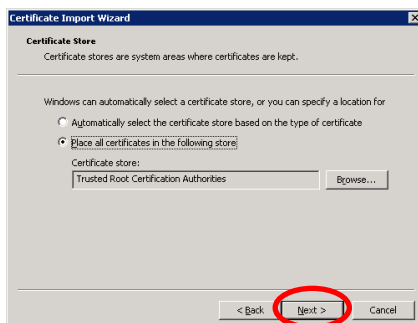 Certificate Import Wizard
Certificate Store
Certificate stores are system areas where certificates are kept.
Windows can automatically select a certificate store, or you can specify a location for
Automatically select the certificate store based on the type of certificate
Place all certificates in the following store
Certificate store:
Trusted Root Certification Authorities
Browse...
< Back
Next >
Cancel